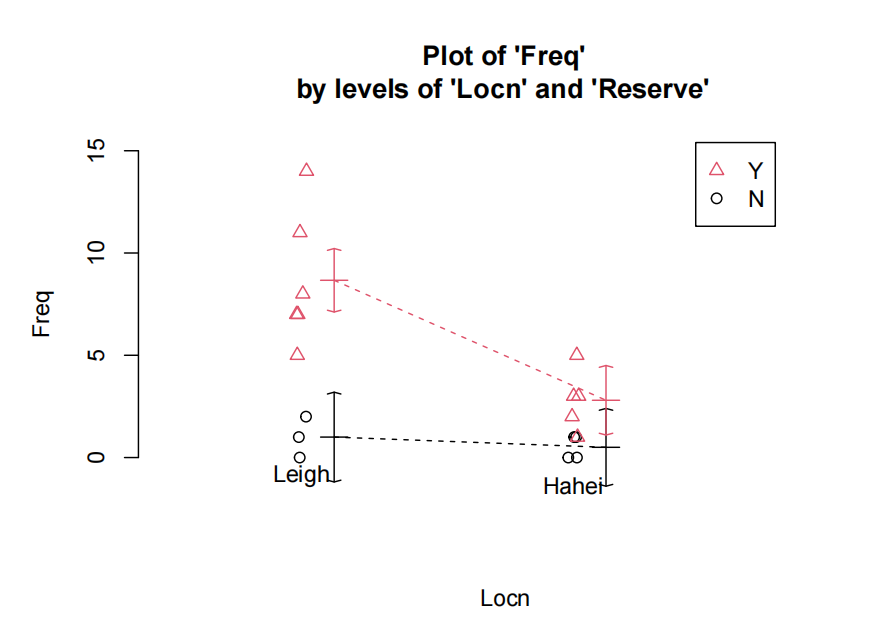 Plot of 'Freq'
by levels of 'Locn' and 'Reserve'
15
10
5
0
Freq
Y
N
Leigh
Hahei
Locn